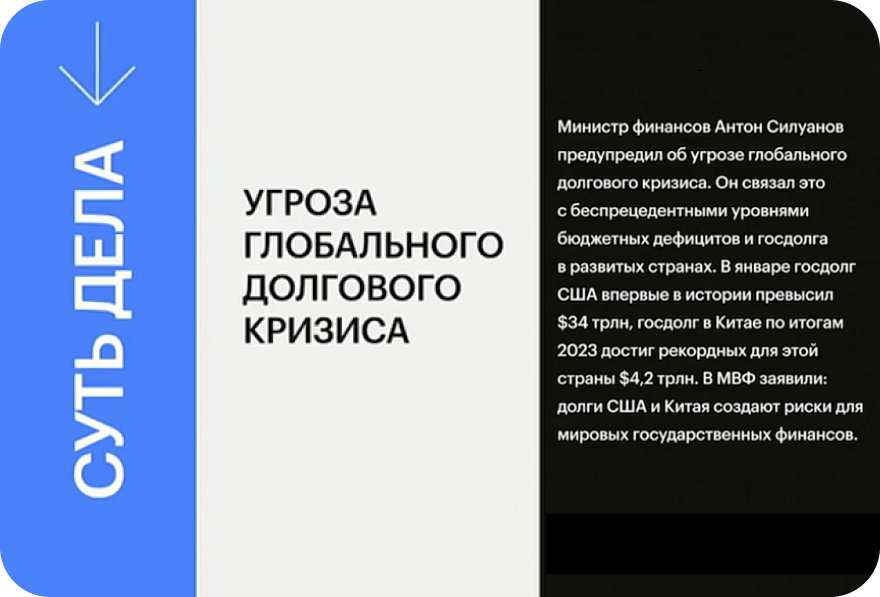 СУТЬ ДЕЛА
УГРОЗА
ГЛОБАЛЬНОГО
ДОЛГОВОГО
КРИЗИСА
Министр финансов Антон Силуанов
предупредил об угрозе глобального
долгового кризиса. Он связал это
с беспрецедентными уровнями
бюджетных дефицитов и госдолга
в развитых странах. В январе госдолг
США впервые в истории превысил
$34 трлн, госдолг в Китае по итогам
2023 достиг рекордных для этой
страны $4,2 трлн. В МВФ заявили:
долги США и Китая создают риски для
мировых государственных финансов.